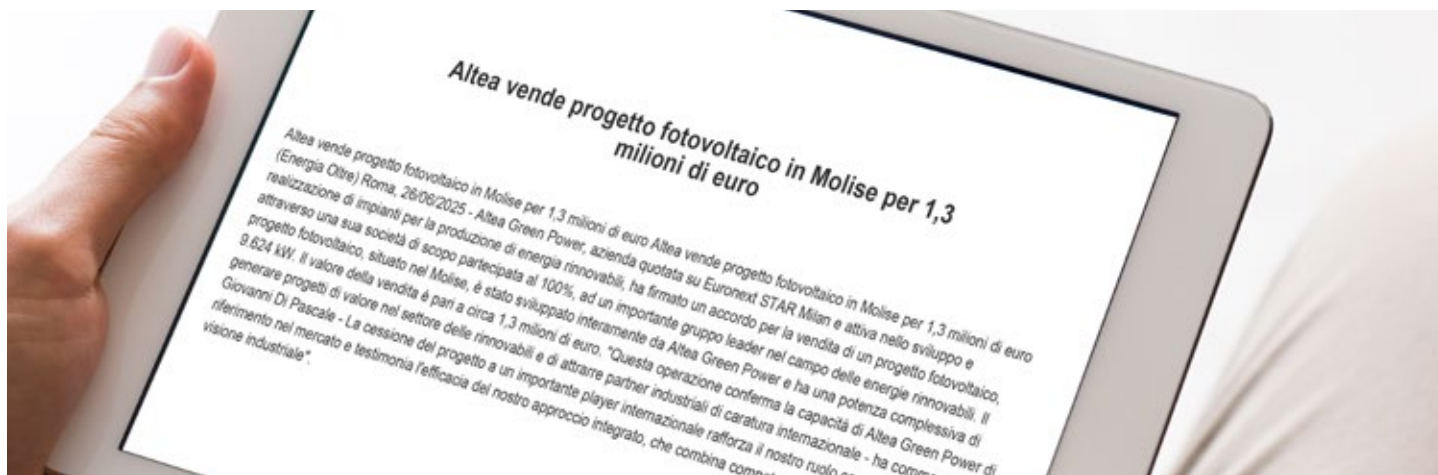 Altea vende progetto fotovoltaico in Molise per 1,3
milioni di euro
Altea vende progetto fotovoltaico in Molise per 1,3 milioni di euro Altea vende progetto fotovoltaico in Molise per 1,3 milioni di euro
(Energia Oltre) Roma, 26/06/2025 - Altea Green Power, azienda quotata su Euronext STAR Milan e attiva nello sviluppo e
realizzazione di impianti per la produzione di energia rinnovabili, ha firmato un accordo per la vendita di un progetto fotovoltaico,
attraverso una sua società di scopo partecipata al 100%, ad un importante gruppo leader nel campo delle energie rinnovabili. Il
progetto fotovoltaico, situato nel Molise, è stato sviluppato interamente da Altea Green Power e ha una potenza complessiva di
9.624 kW. Il valore della vendita è pari a circa 1,3 milioni di euro. "Questa operazione conferma la capacità di Altea Green Power di
generare progetti di valore nel settore delle rinnovabili e di attrarre partner industriali di caratura internazionale - ha
Giovanni Di Pascale - La cessione del progetto a un importante player internazionale rafforza il nostro ruolo
riferimento nel mercato e testimonia l'efficacia del nostro approccio integrato, che combina
visione industriale".